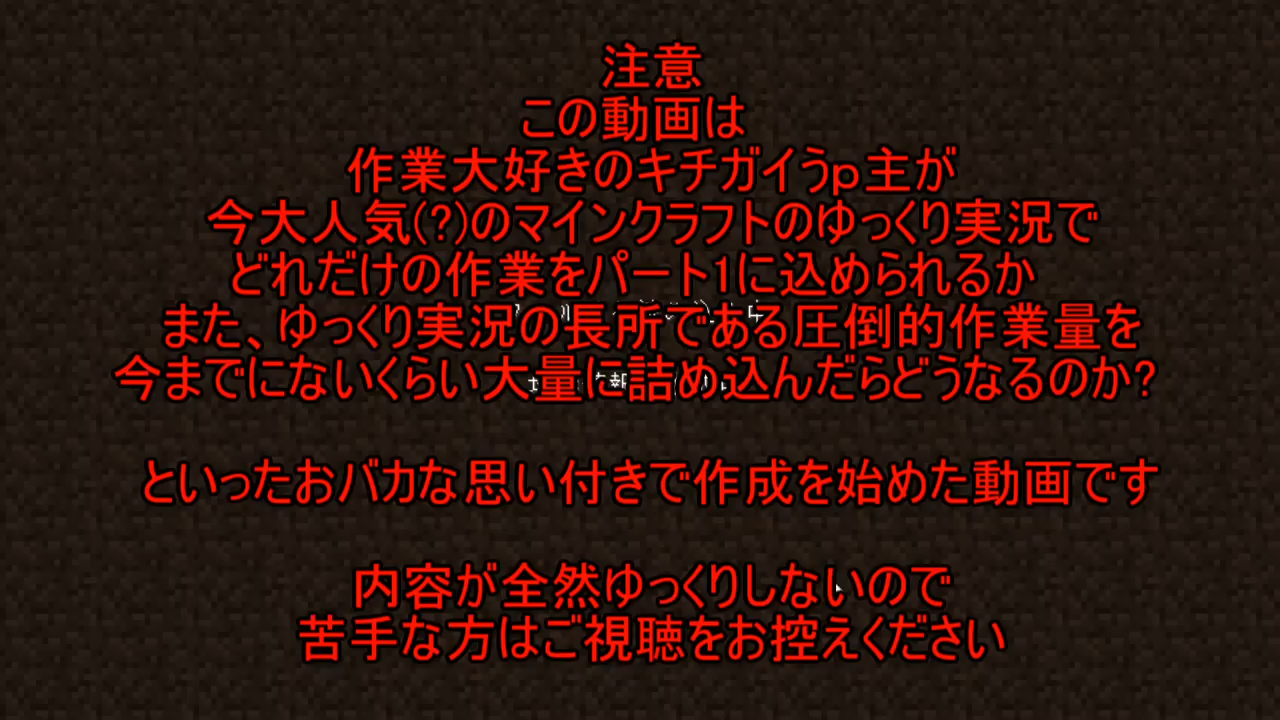 注意
この動画は
作業大好きのキチガイうp主が
今大人気(?)のマインクラフトのゆっくり実況で
どれだけの作業をパート1に込められるか
また、ゆっくり実況の長所である圧倒的作業量を
今までにないくらい大量に詰め込んだらどうなるのか?
といったおバカな思い付きで作成を始めた動画です
内容が全然ゆっくりしないので
苦手な方はご視聴をお控えください